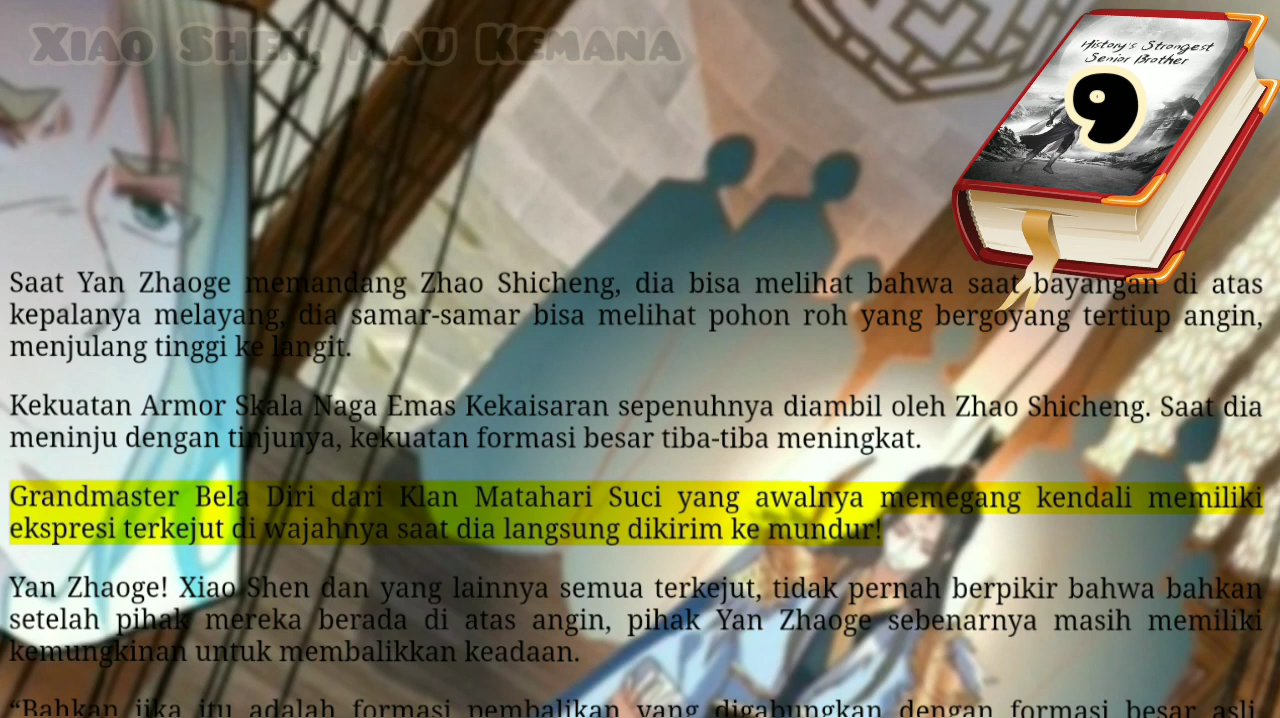 Xiao Shen, Mau Kemana
History's Strongest
Senior Brother
9
Saat Yan Zhaoge memandang Zhao Shicheng, dia bisa melihat bahwa saat bayangan di atas
kepalanya melayang, dia samar-samar bisa melihat pohon roh yang bergoyang tertiup angin,
menjulang tinggi ke langit.
Kekuatan Armor Skala Naga Emas Kekaisaran sepenuhnya diambil oleh Zhao Shicheng. Saat dia
meninju dengan tinjunya, kekuatan formasi besar tiba-tiba meningkat.
Grandmaster Bela Diri dari Klan Matahari Suci yang awalnya memegang kendali memiliki
ekspresi terkejut di wajahnya saat dia langsung dikirim ke mundur!
Yan Zhaoge! Xiao Shen dan yang lainnya semua terkejut, tidak pernah berpikir bahwa bahkan
setelah pihak mereka berada di atas angin, pihak Yan Zhaoge sebenarnya masih memiliki
kemungkinan untuk membalikkan keadaan.
“Bahkan jika itu adalah formasi pembalikan yang digabungkan dengan formasi besar asli,